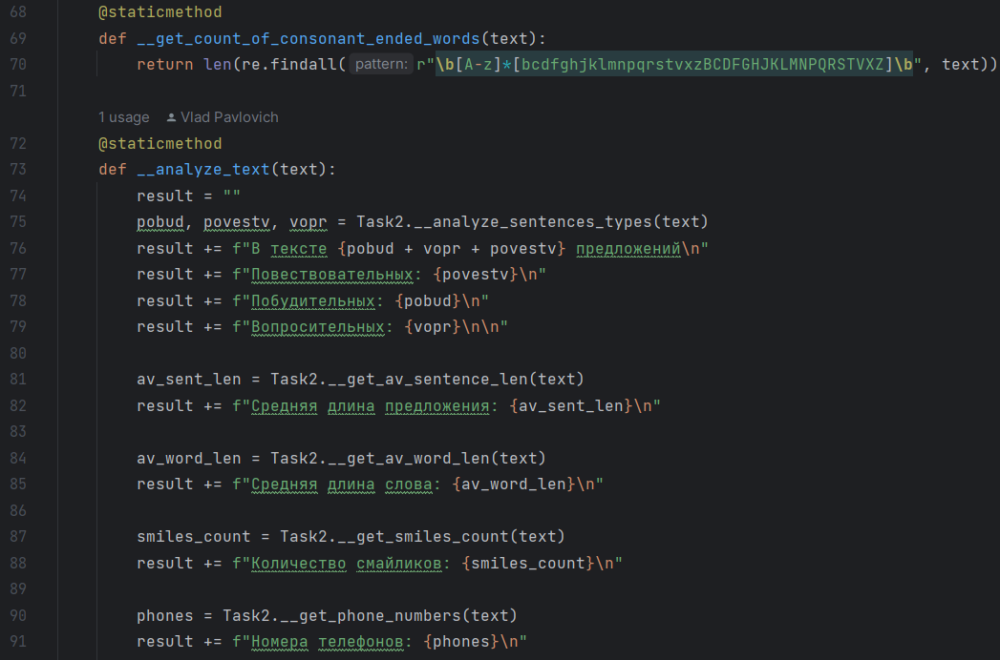 68 @staticmethod
69 def __get_count_of_consonant_ended_words(text):
70 return len(re.findall( pattern: r"\b[A-z]*[bcdfghjklmnpqrstvxzBCDFGHJKLMNPQRSTVXZ]\b", text))
71
1 usage Vlad Pavlovich
72 @staticmethod
73 def __analyze_text(text):
74 result = ""
75 pobud, povestv, vopr = Task2.__analyze_sentences_types(text)
76 result += f"В тексте {pobud + vopr + povestv} предложений\n"
77 result += f"Повествовательных: {povestv}\n"
78 result += f"Побудительных: {pobud}\n"
79 result += f"Вопросительных: {vopr}\n\n"
80
81 av_sent_len = Task2.__get_av_sentence_len(text)
82 result += f"Средняя длина предложения: {av_sent_len}\n"
83
84 av_word_len = Task2.__get_av_word_len(text)
85 result += f"Средняя длина слова: {av_word_len}\n"
86
87 smiles_count = Task2.__get_smiles_count(text)
88 result += f"Количество смайликов: {smiles_count}\n"
89
90 phones = Task2.__get_phone_numbers(text)
91 result += f"Номера телефонов: {phones}\n"